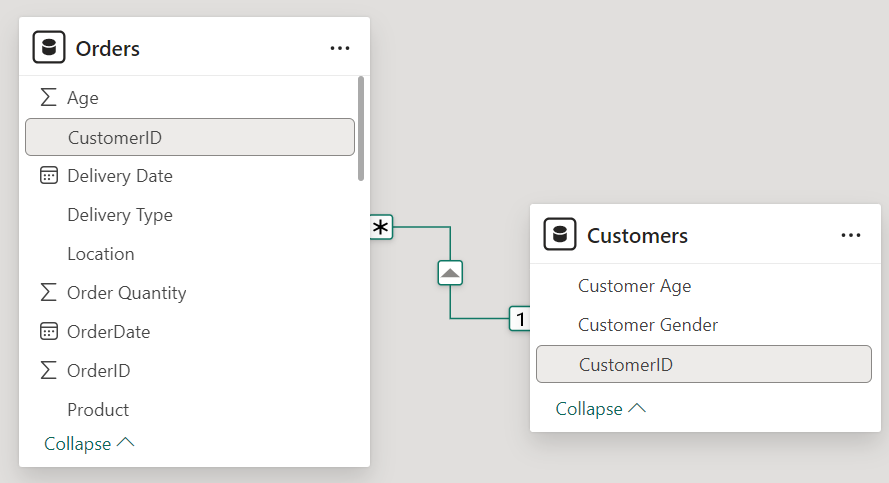 Orders
Age
CustomerID
Delivery Date
Delivery Type
Location
Order Quantity
OrderDate
OrderID
Product
Collapse
*
1
Customers
Customer Age
Customer Gender
CustomerID
Collapse